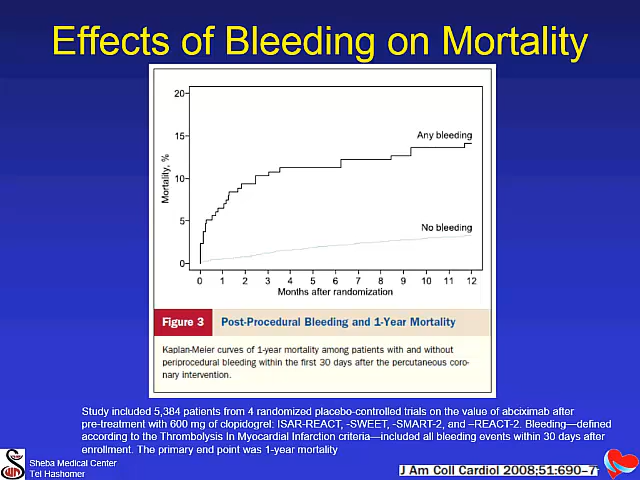 Effects of Bleeding on Mortality
20
15
10
5
0
Mortality, %
Any bleeding
No bleeding
0 1 2 3 4 5 6 7 8 9 10 11 12
Months after randomization
Figure 3 Post-Procedural Bleeding and 1-Year Mortality
Kaplan-Meier curves of 1-year mortality among patients with and without
periprocedural bleeding within the first 30 days after the percutaneous coro-
nary intervention.
Study included 5,384 patients from 4 randomized placebo-controlled trials on the value of abciximab after
pre-treatment with 600 mg of clopidogrel: ISAR-REACT, -SWEET, -SMART-2, and –REACT-2. Bleeding—defined
according to the Thrombolysis In Myocardial Infarction criteria—included all bleeding events within 30 days after
enrollment. The primary end point was 1-year mortality
Sheba Medical Center
Tel Hashomer
J Am Coll Cardiol 2008;51:690–7